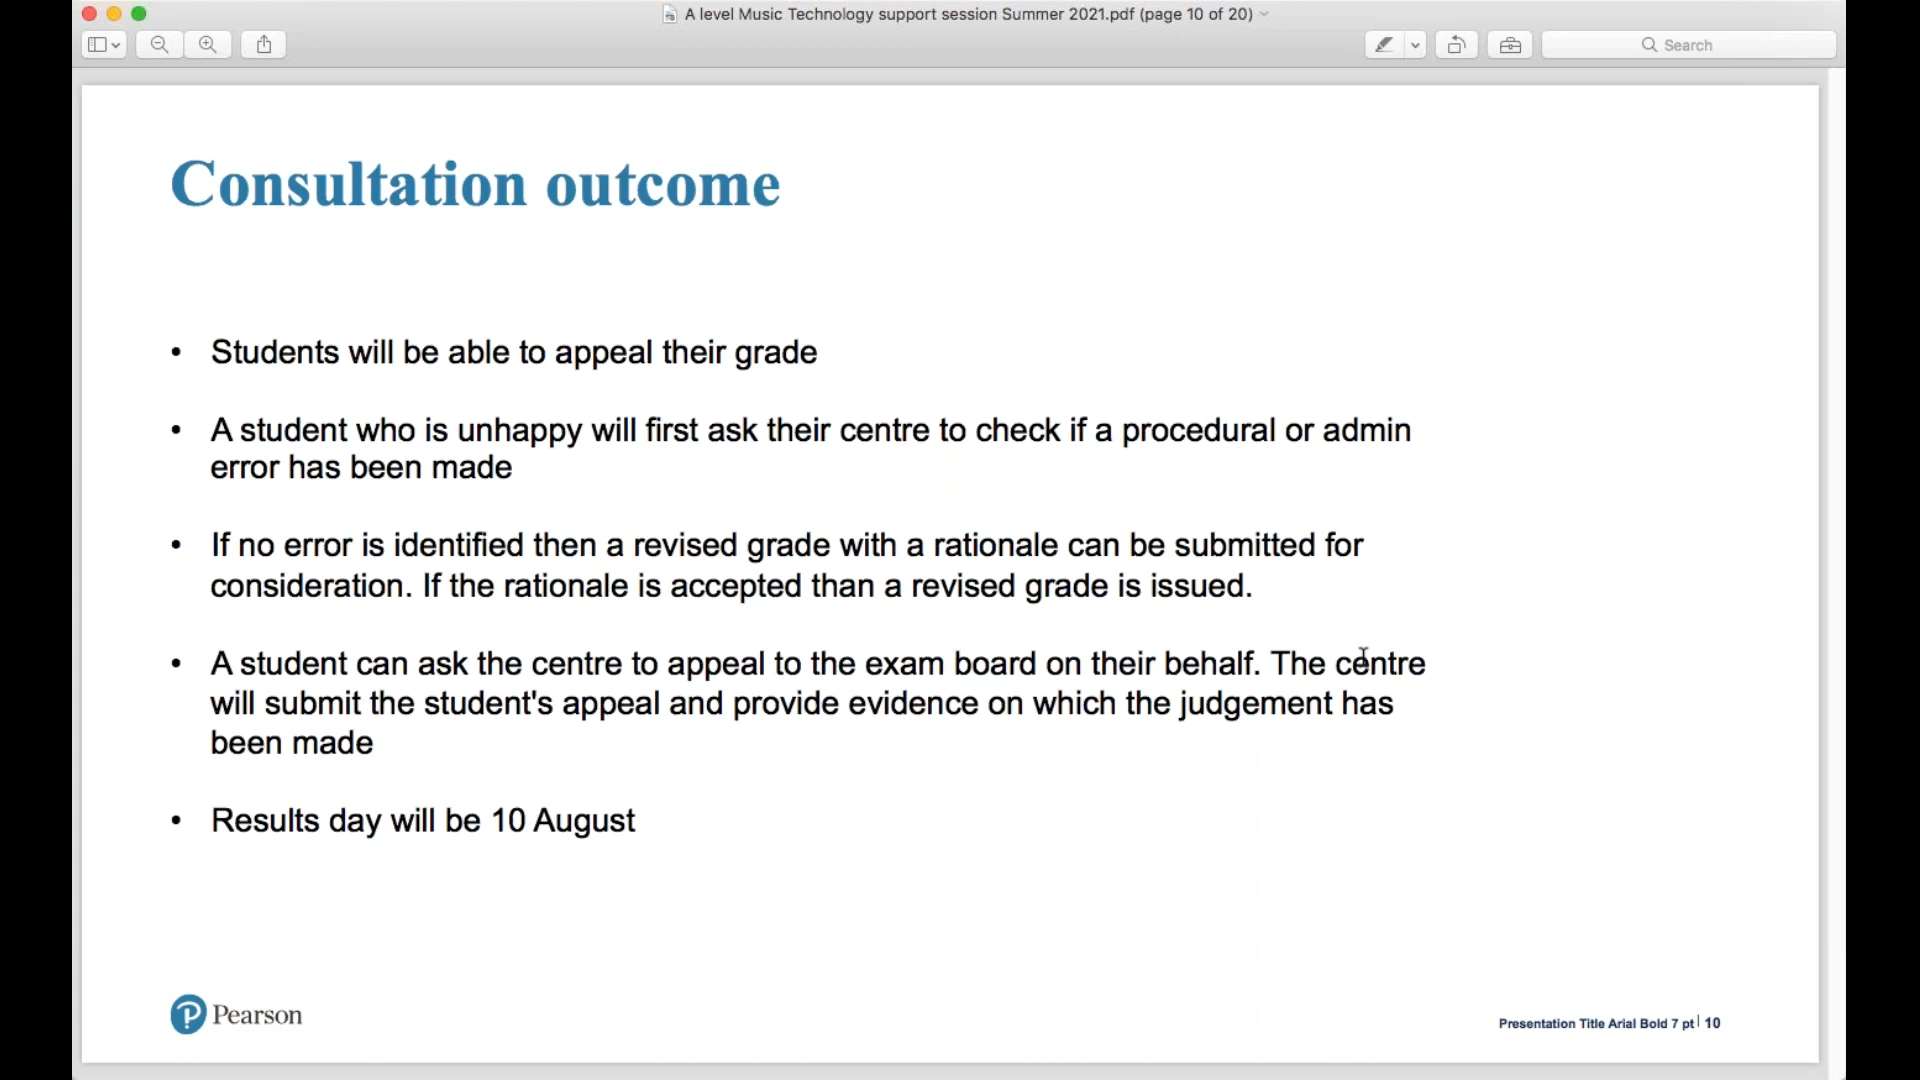 A level Music Technology support session Summer 2021.pdf (page 10 of 20)
Search
Consultation outcome
• Students will be able to appeal their grade
• A student who is unhappy will first ask their centre to check if a procedural or admin
error has been made
• If no error is identified then a revised grade with a rationale can be submitted for
consideration. If the rationale is accepted than a revised grade is issued.
• A student can ask the centre to appeal to the exam board on their behalf. The centre
will submit the student's appeal and provide evidence on which the judgement has
been made
• Results day will be 10 August
Pearson
Presentation Title Arial Bold 7 pt | 10